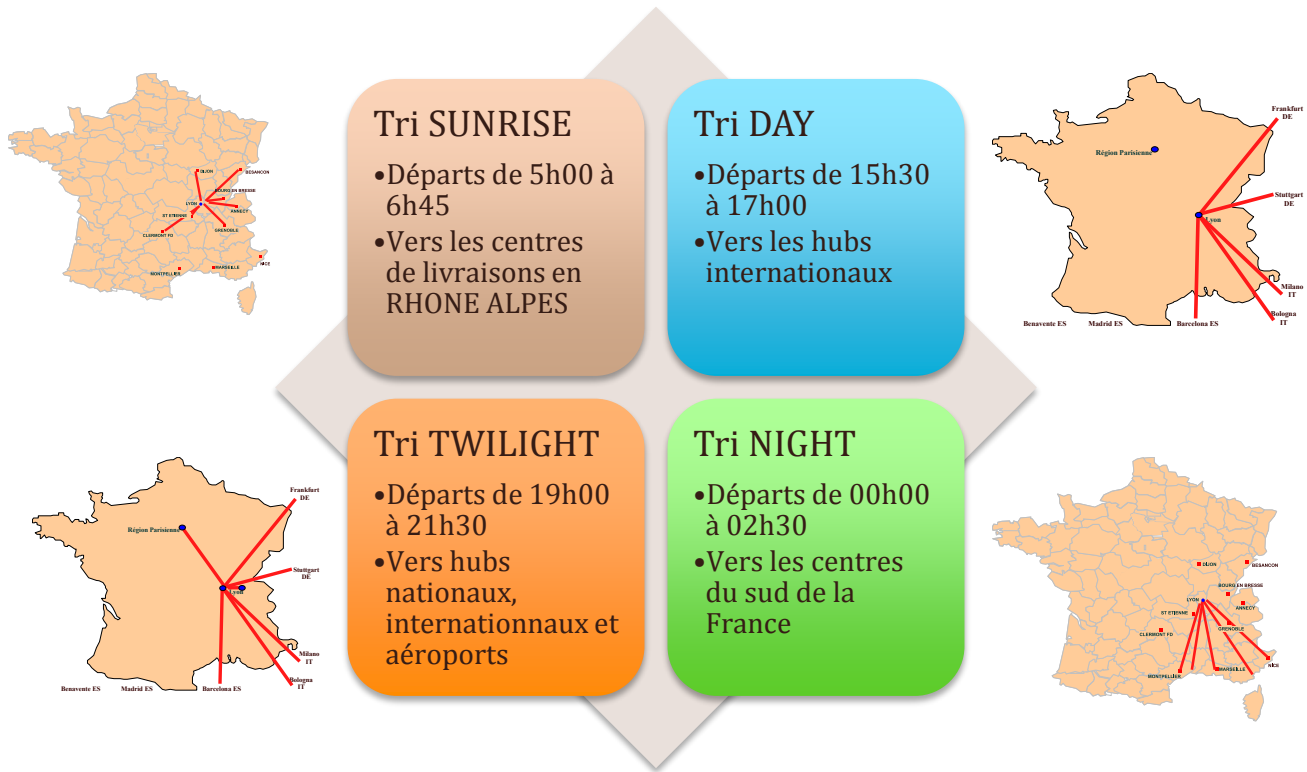 Tri SUNRISE
•Départs de 5h00 à
6h45
•Vers les centres
de livraisons en
RHONE ALPES
Tri DAY
•Départs de 15h30
à 17h00
•Vers les hubs
internationaux
Tri TWILIGHT
•Départs de 19h00
à 21h30
•Vers hubs
nationaux,
internationnaux et
aéroports
Tri NIGHT
•Départs de 00h00
à 02h30
•Vers les centres
du sud de la
France
DIJON
BESANCON
BOURG EN BRESSE
LYON
ANNECY
ST ETIENNE
GRENOBLE
CLERMONT FD
NICE
MONTPELLIER
MARSEILLE
Frankfurt
DE
Région Parisienne
Stuttgart
DE
Lyon
Milano
IT
Bologna
IT
Benavente ES
Madrid ES
Barcelona ES
Frankfurt
DE
Région Parisienne
Stuttgart
DE
Lyon
Milano
IT
Bologna
IT
Benavente ES
Madrid ES
Barcelona ES
DIJON
BESANCON
BOURG EN BRESSE
LYON
ANNECY
ST ETIENNE
GRENOBLE
CLERMONT FD
NICE
MARSEILLE
MONTPELLIER